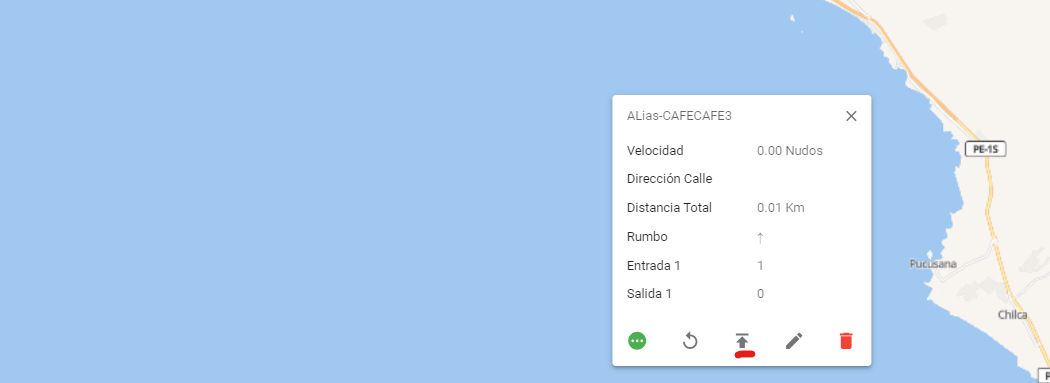 ALias-CAFECAFE3
Velocidad 0.00 Nudos
Dirección Calle
Distancia Total 0.01 Km
Rumbo ↑
Entrada 1 1
Salida 1 0
PE-1S
Pucusana
Chilca
P